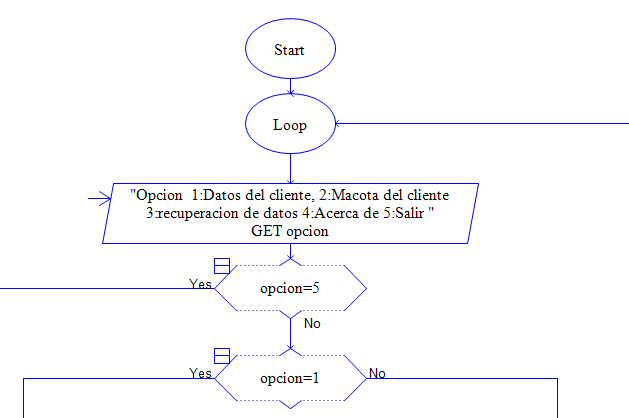 Start
Loop
"Opcion  1:Datos del cliente, 2:Macota del cliente
3:recuperacion de datos 4:Acerca de 5:Salir "
GET opcion
Yes
opcion=5
No
Yes
opcion=1
No